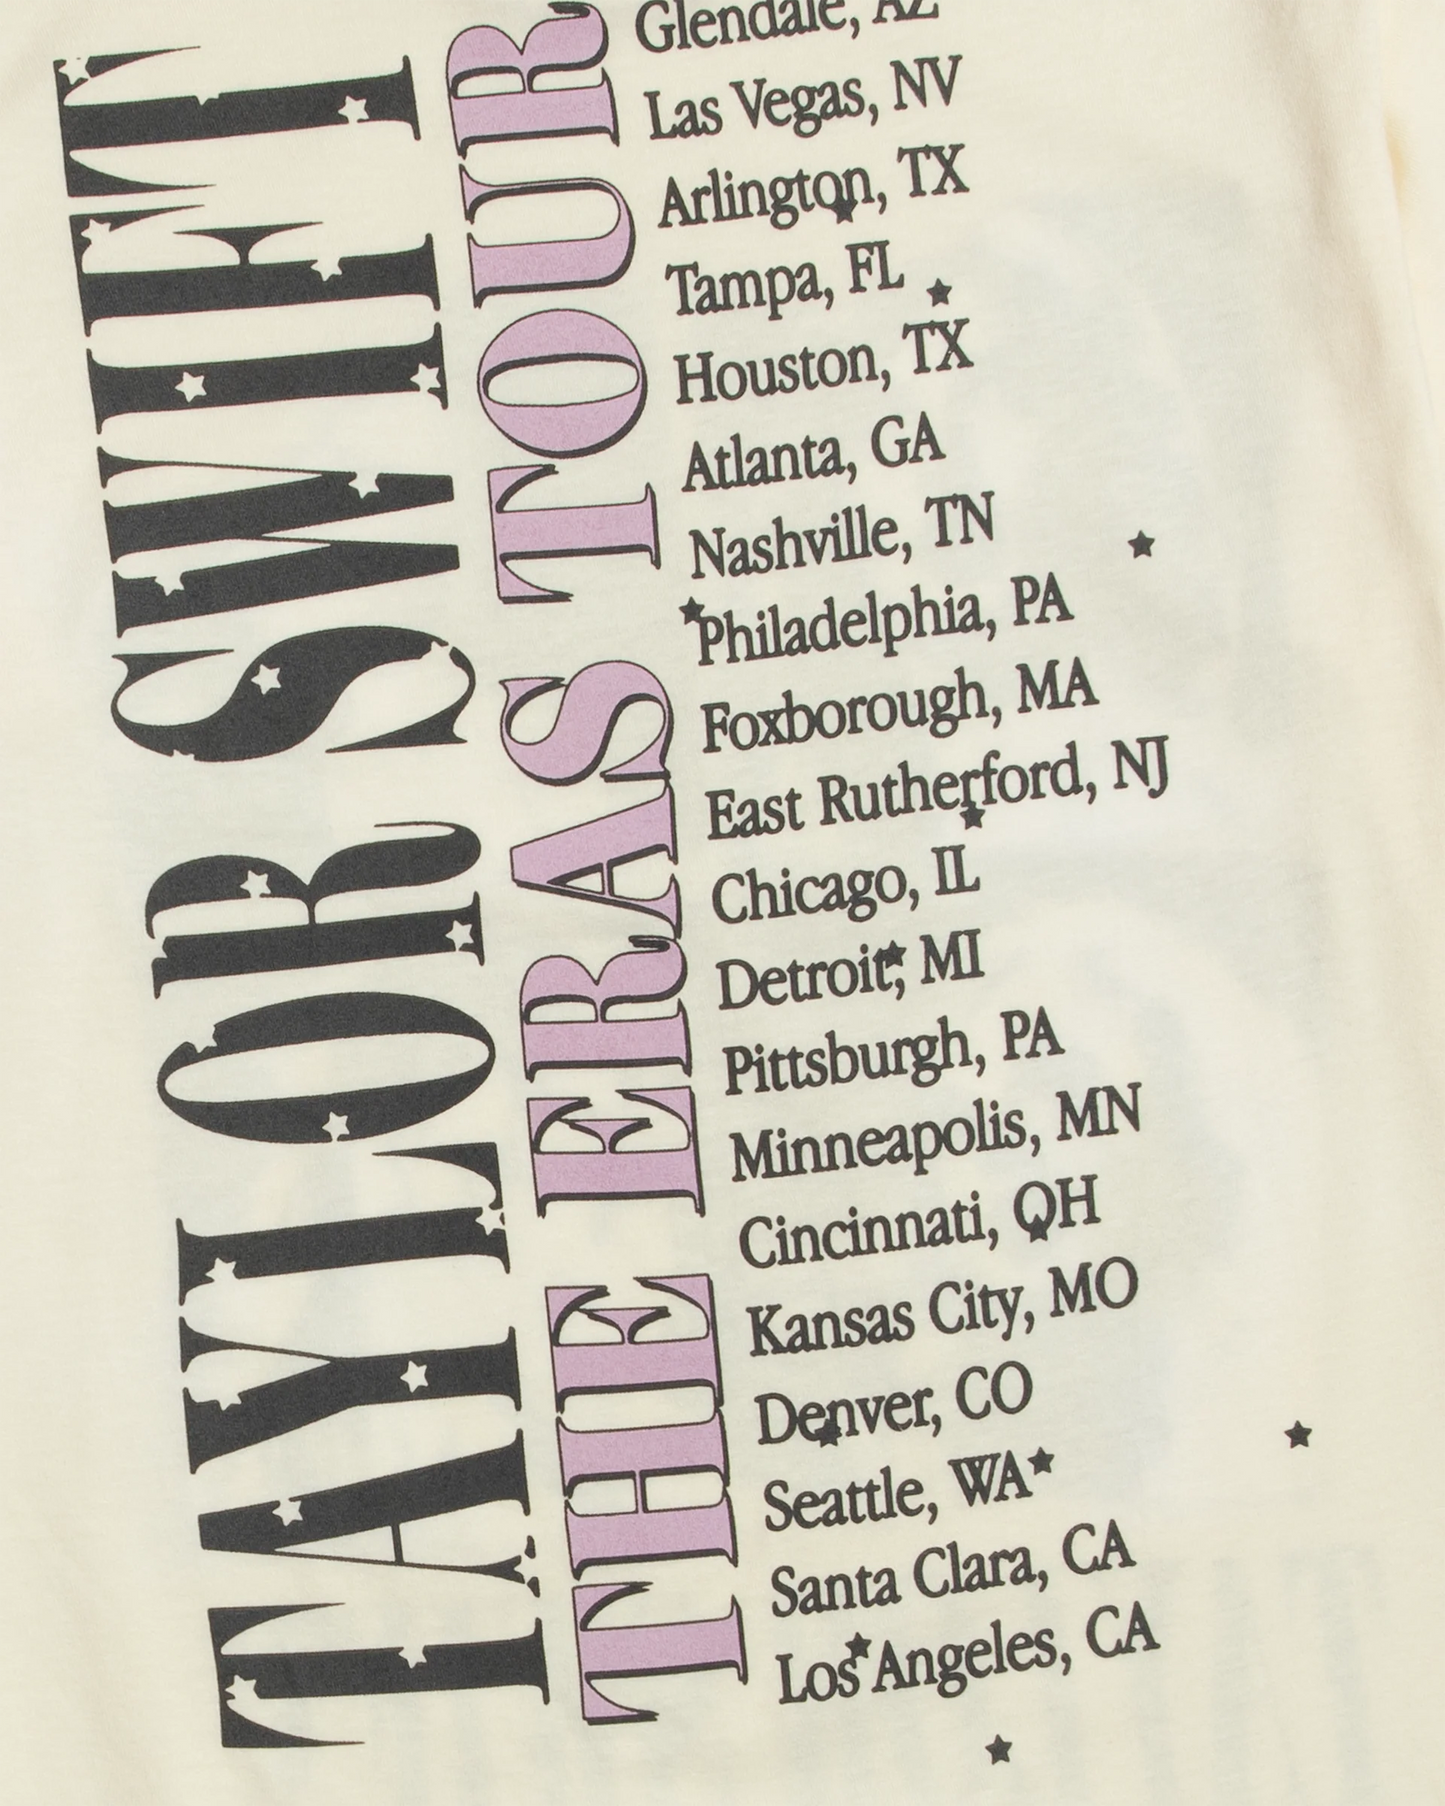 TAYLOR SWIFT
THE ERAS TOUR
Glendale, AZ
Las Vegas, NV
Arlington, TX
Tampa, FL
Houston, TX
Atlanta, GA
Nashville, TN
Philadelphia, PA
Foxborough, MA
East Rutherford, NJ
Chicago, IL
Detroit, MI
Pittsburgh, PA
Minneapolis, MN
Cincinnati, OH
Kansas City, MO
Denver, CO
Seattle, WA
Santa Clara, CA
Los Angeles, CA